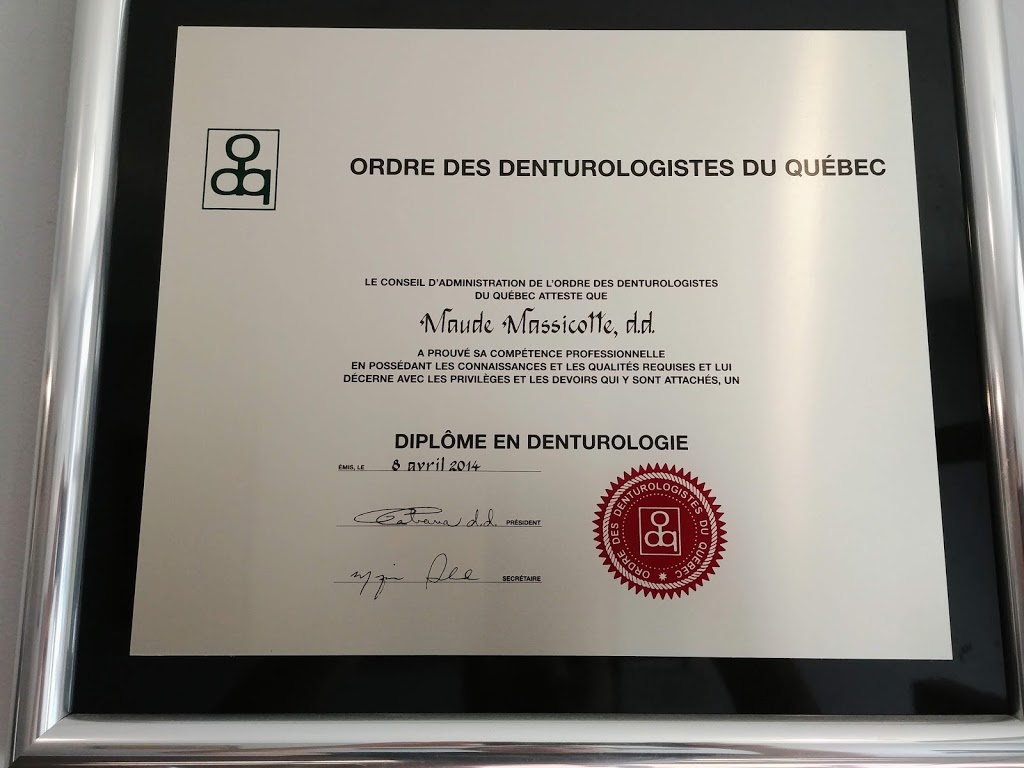 odq
ORDRE DES DENTUROLOGISTES DU QUÉBEC
LE CONSEIL D'ADMINISTRATION DE L'ORDRE DES DENTUROLOGISTES
DU QUÉBEC ATTESTE QUE
Maude Massicotte, d.d.
A PROUVÉ SA COMPÉTENCE PROFESSIONNELLE
EN POSSÉDANT LES CONNAISSANCES ET LES QUALITÉS REQUISES ET LUI
DÉCERNE AVEC LES PRIVILÈGES ET LES DEVOIRS QUI Y SONT ATTACHÉS, UN
DIPLÔME EN DENTUROLOGIE
ÉMIS, LE 8 avril 2014
d.d. PRÉSIDENT
SECRÉTAIRE
ORDRE DES DENTUROLOGISTES DU QUÉBEC
odq